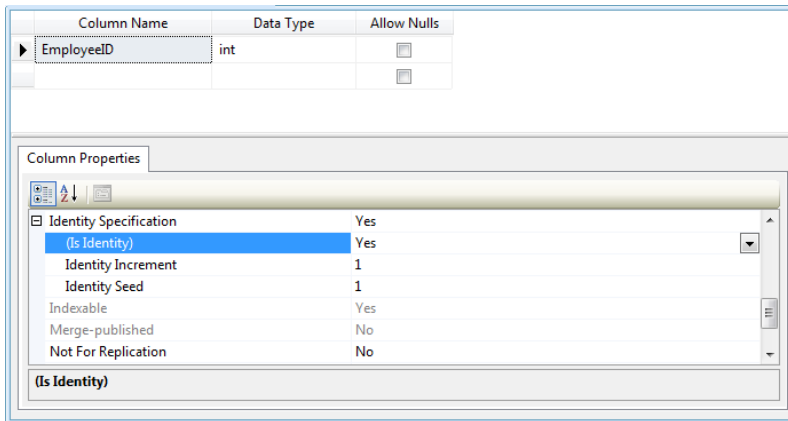 Column Name Data Type Allow Nulls
EmployeeID int
Column Properties
Identity Specification Yes
(Is Identity) Yes
Identity Increment 1
Identity Seed 1
Indexable Yes
Merge-published No
Not For Replication No
(Is Identity)